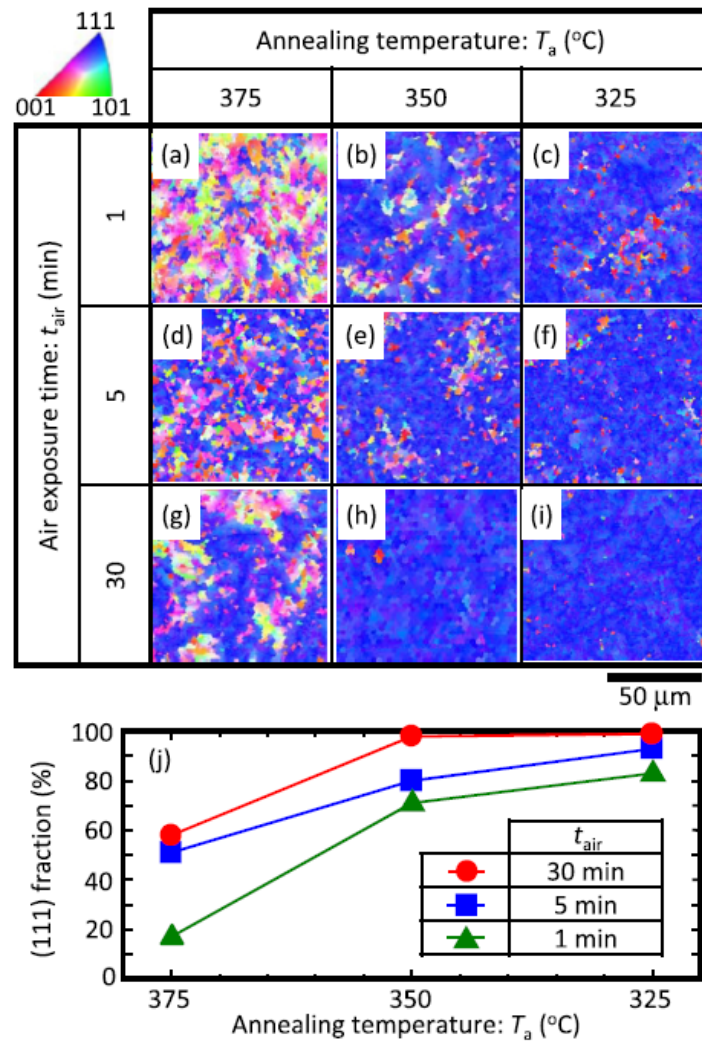 111
001 101
Annealing temperature: Tₐ (°C)
375 350 325
Air exposure time: t_air (min)
1
(a) (b) (c)
5
(d) (e) (f)
30
(g) (h) (i)
50 μm
(j)
(111) fraction (%)
100
80
60
40
20
0
t_air
30 min
5 min
1 min
375 350 325
Annealing temperature: Tₐ (°C)